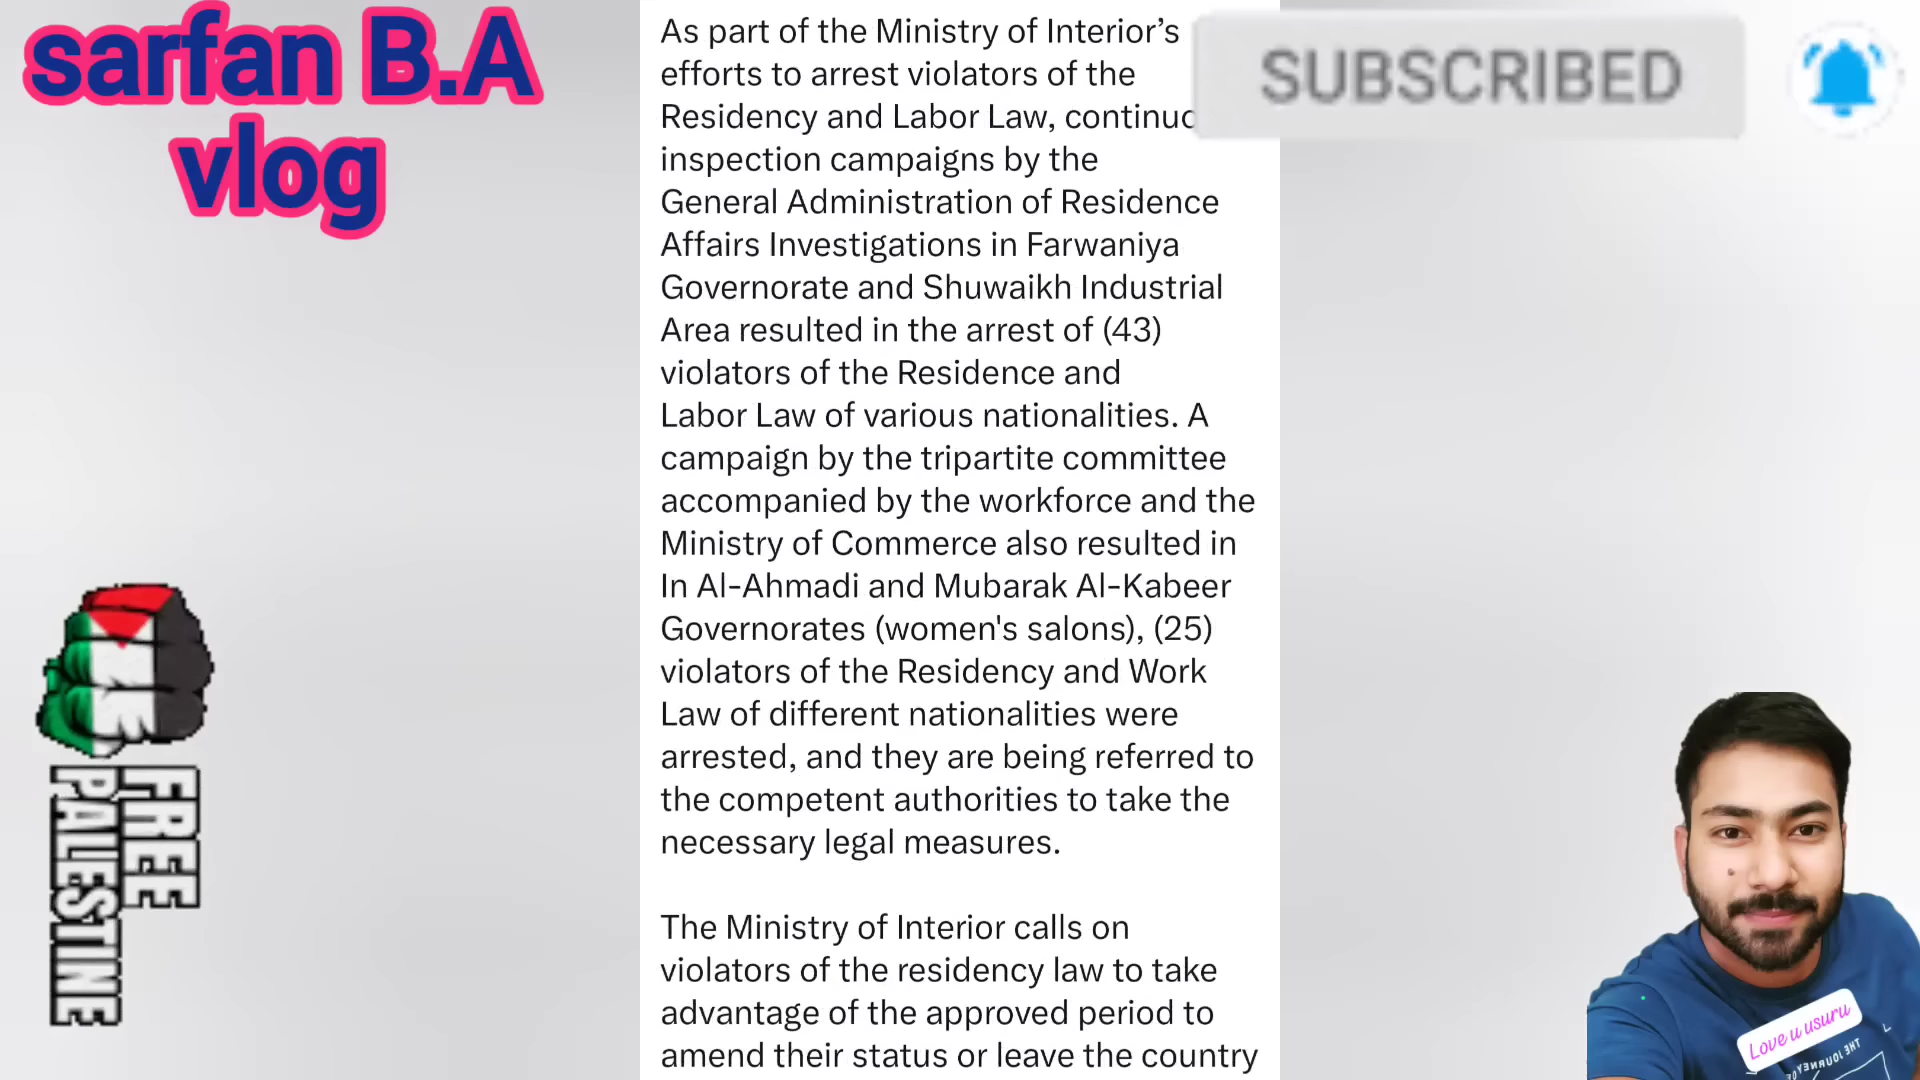 sarfan B.A
vlog
As part of the Ministry of Interior’s
efforts to arrest violators of the
Residency and Labor Law,
inspection campaigns by the
General Administration of Residence
Affairs Investigations in Farwaniya
Governorate and Shuwaikh Industrial
Area resulted in the arrest of (43)
violators of the Residence and
Labor Law of various nationalities. A
campaign by the tripartite committee
accompanied by the workforce and the
Ministry of Commerce also resulted in
In Al-Ahmadi and Mubarak Al-Kabeer
Governorates (women's salons), (25)
violators of the Residency and Work
Law of different nationalities were
arrested, and they are being referred to
the competent authorities to take the
necessary legal measures.
The Ministry of Interior calls on
violators of the residency law to take
advantage of the approved period to
amend their status or leave the country
SUBSCRIBED
FREE
PALESTINE
Love u usuru
THE JOURNEY